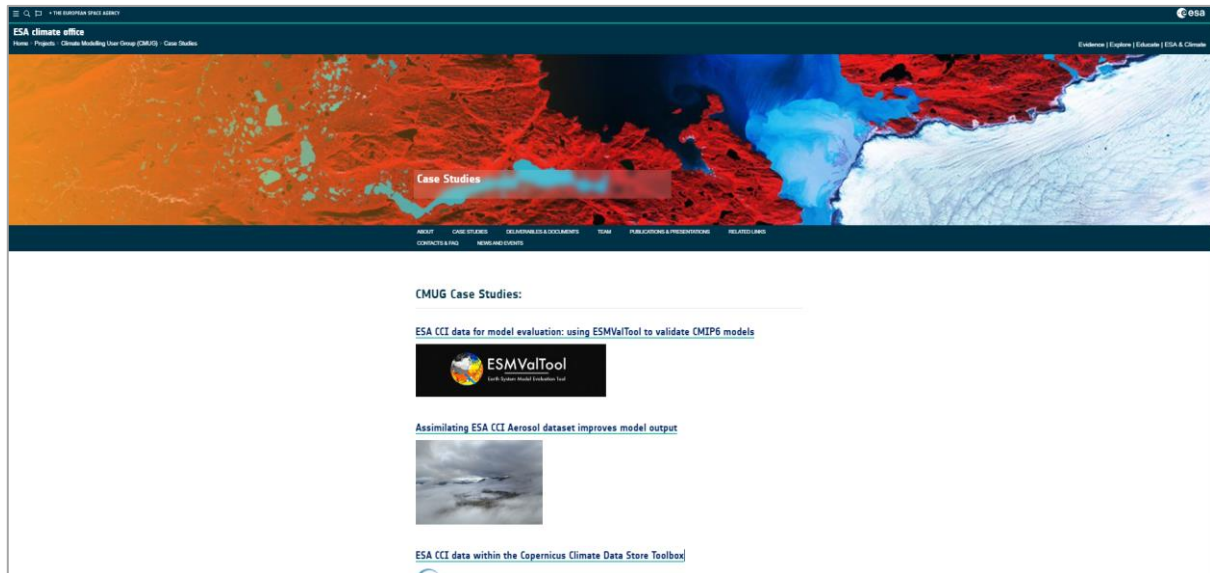 + THE EUROPEAN SPACE AGENCY
esa
ESA climate office
Home · Projects · Climate Modelling User Group (CMUG) · Case Studies
Evidence | Explore | Educate | ESA & Climate
Case Studies
ABOUT CASE STUDIES DELIVERABLES & DOCUMENTS TEAM PUBLICATIONS & PRESENTATIONS RELATED LINKS
CONTACTS & FAQ NEWS AND EVENTS
CMUG Case Studies:
ESA CCI data for model evaluation: using ESMValTool to validate CMIP6 models
ESMValTool
Earth System Model Evaluation Tool
Assimilating ESA CCI Aerosol dataset improves model output
ESA CCI data within the Copernicus Climate Data Store Toolbox